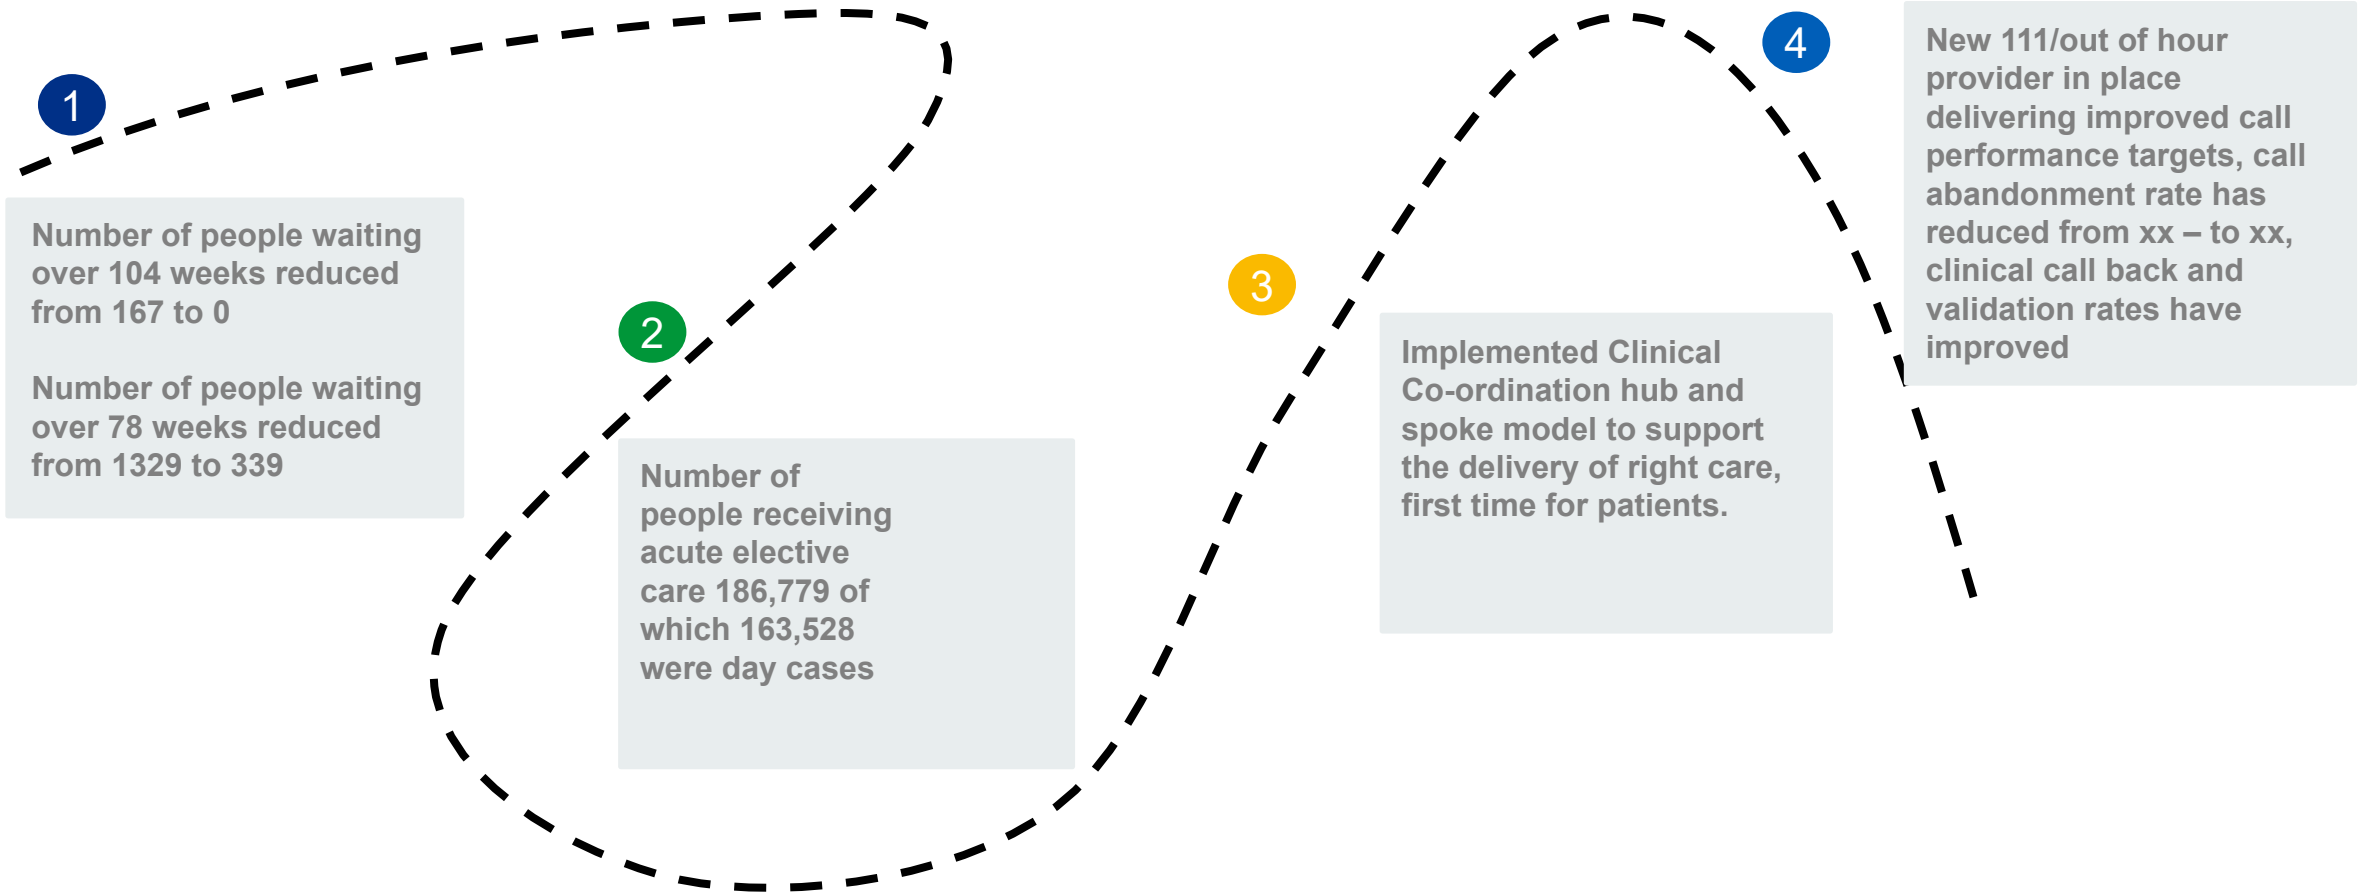 1
Number of people waiting
over 104 weeks reduced
from 167 to 0
Number of people waiting
over 78 weeks reduced
from 1329 to 339
2
Number of
people receiving
acute elective
care 186,779 of
which 163,528
were day cases
3
Implemented Clinical
Co-ordination hub and
spoke model to support
the delivery of right care,
first time for patients.
4
New 111/out of hour
provider in place
delivering improved call
performance targets, call
abandonment rate has
reduced from xx – to xx,
clinical call back and
validation rates have
improved